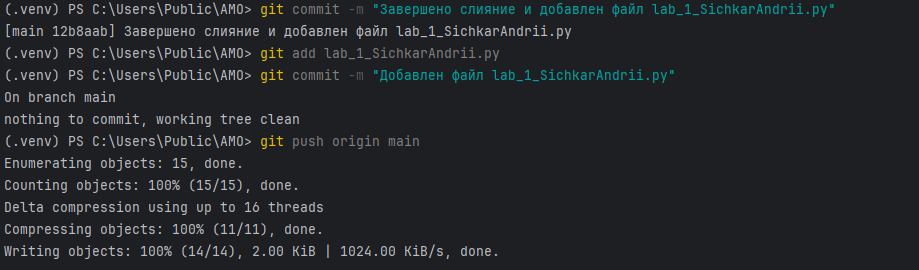 (.venv) PS C:\Users\Public\AMO> git commit -m "Завершено слияние и добавлен файл lab_1_SichkarAndrii.py"
[main 12b8aab] Завершено слияние и добавлен файл lab_1_SichkarAndrii.py
(.venv) PS C:\Users\Public\AMO> git add lab_1_SichkarAndrii.py
(.venv) PS C:\Users\Public\AMO> git commit -m "Добавлен файл lab_1_SichkarAndrii.py"
On branch main
nothing to commit, working tree clean
(.venv) PS C:\Users\Public\AMO> git push origin main
Enumerating objects: 15, done.
Counting objects: 100% (15/15), done.
Delta compression using up to 16 threads
Compressing objects: 100% (11/11), done.
Writing objects: 100% (14/14), 2.00 KiB | 1024.00 KiB/s, done.